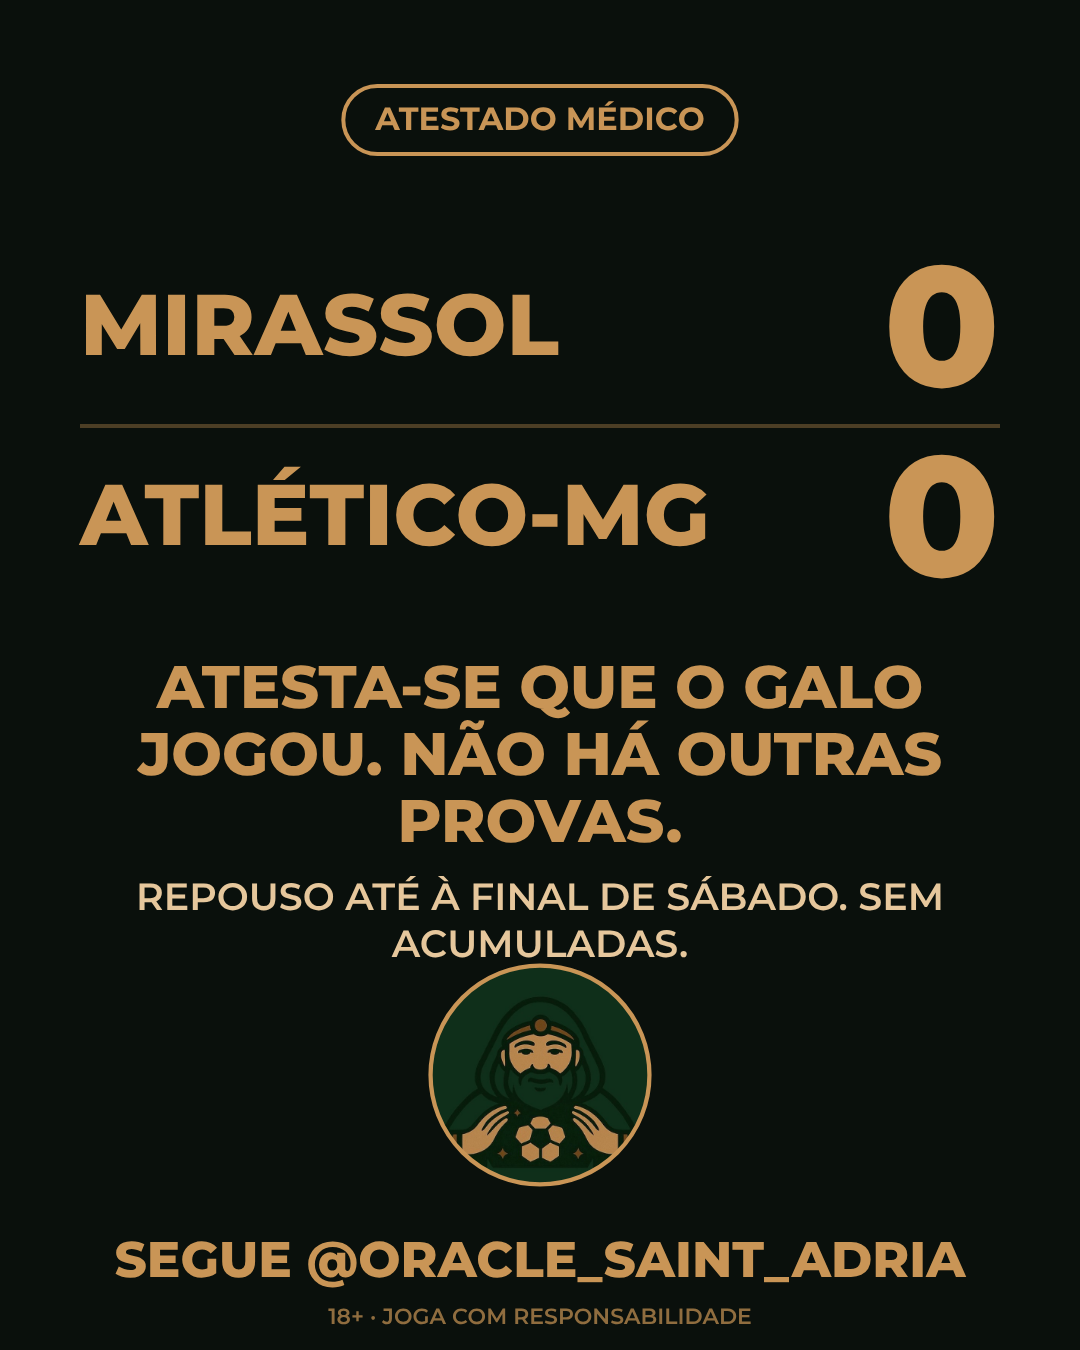 ATESTADO MÉDICO
MIRASSOL 0
ATLÉTICO-MG 0
ATESTA-SE QUE O GALO
JOGOU. NÃO HÁ OUTRAS
PROVAS.
REPOUSO ATÉ À FINAL DE SÁBADO. SEM
ACUMULADAS.
SEGUE @ORACLE_SAINT_ADRIA
18+ · JOGA COM RESPONSABILIDADE